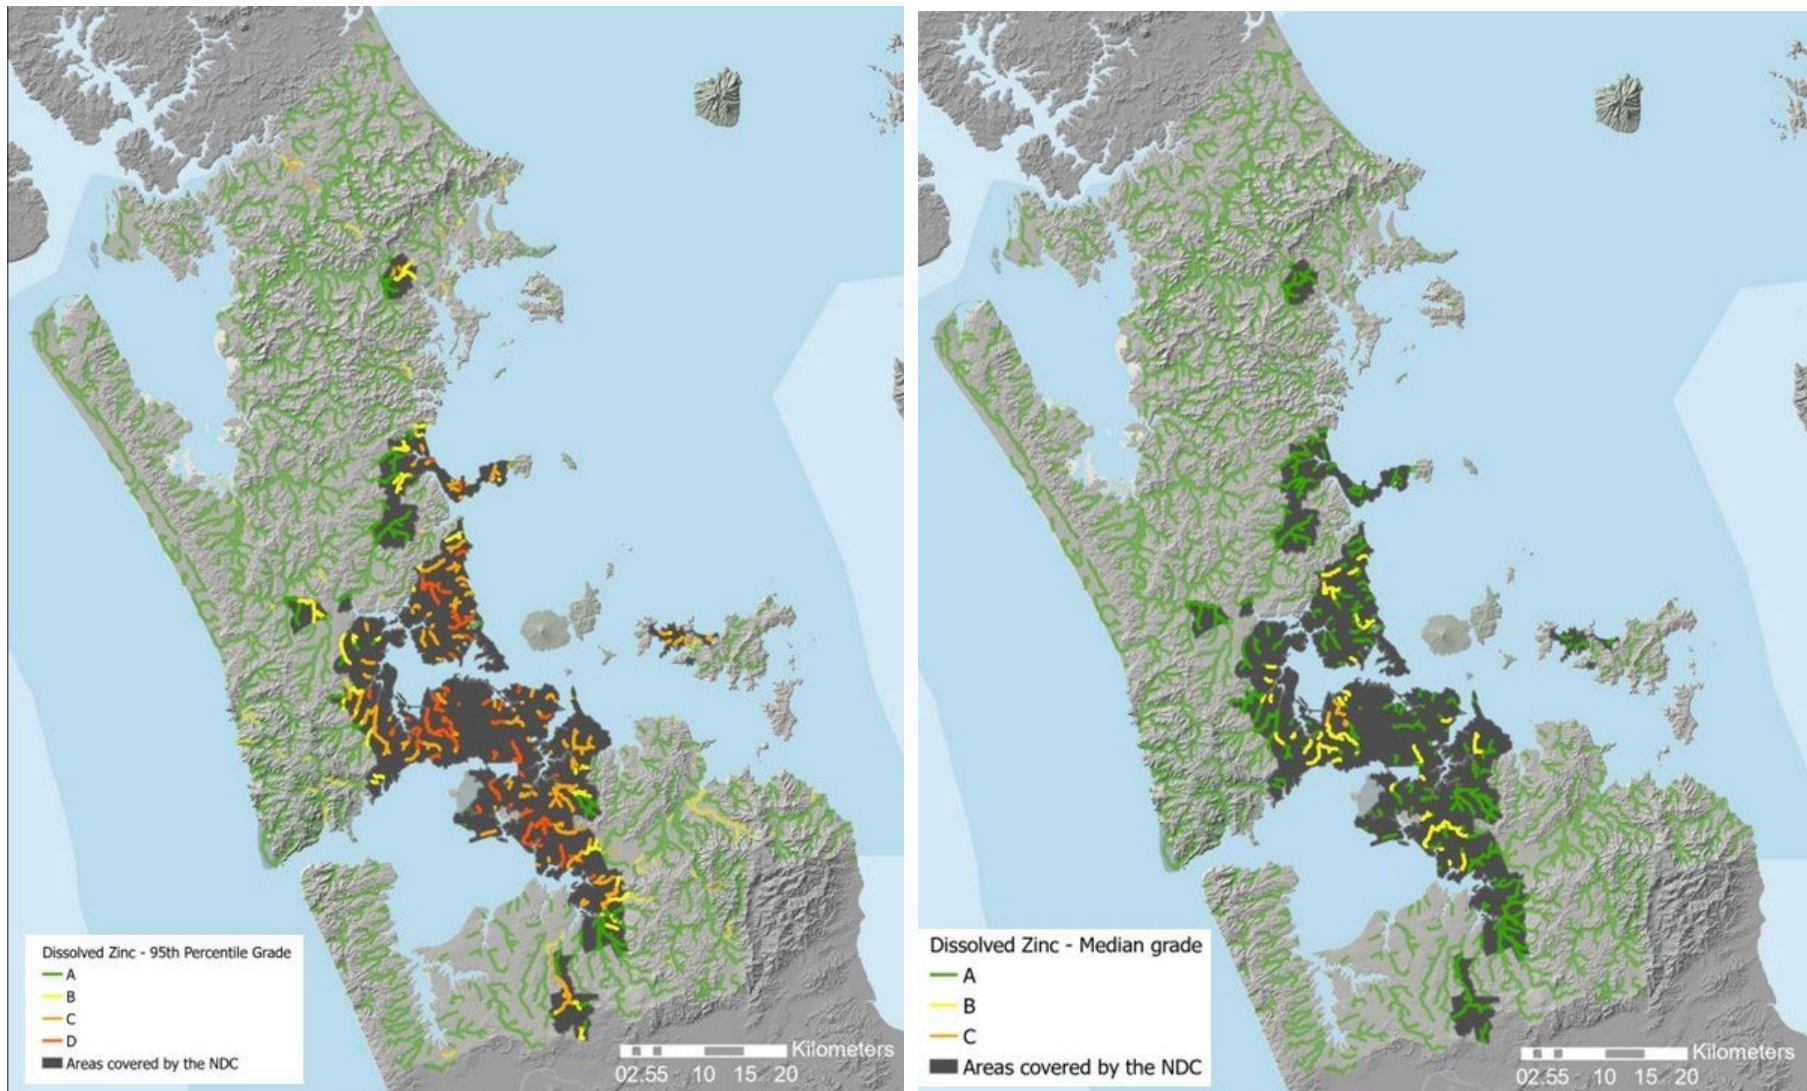 Dissolved Zinc - 95th Percentile Grade
A
B
C
D
Areas covered by the NDC
Kilometers
02.55 10 15 20
Dissolved Zinc - Median grade
A
B
C
Areas covered by the NDC
Kilometers
02.55 10 15 20